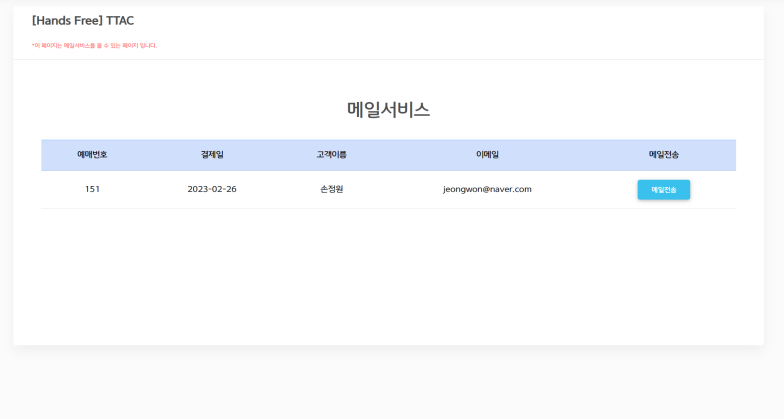 [Hands Free] TTAC
*이 페이지는 메일서비스를 볼 수 있는 페이지 입니다.
메일서비스
예매번호 결제일 고객이름 이메일 메일전송
151 2023-02-26 손정원 jeongwon@naver.com 메일전송